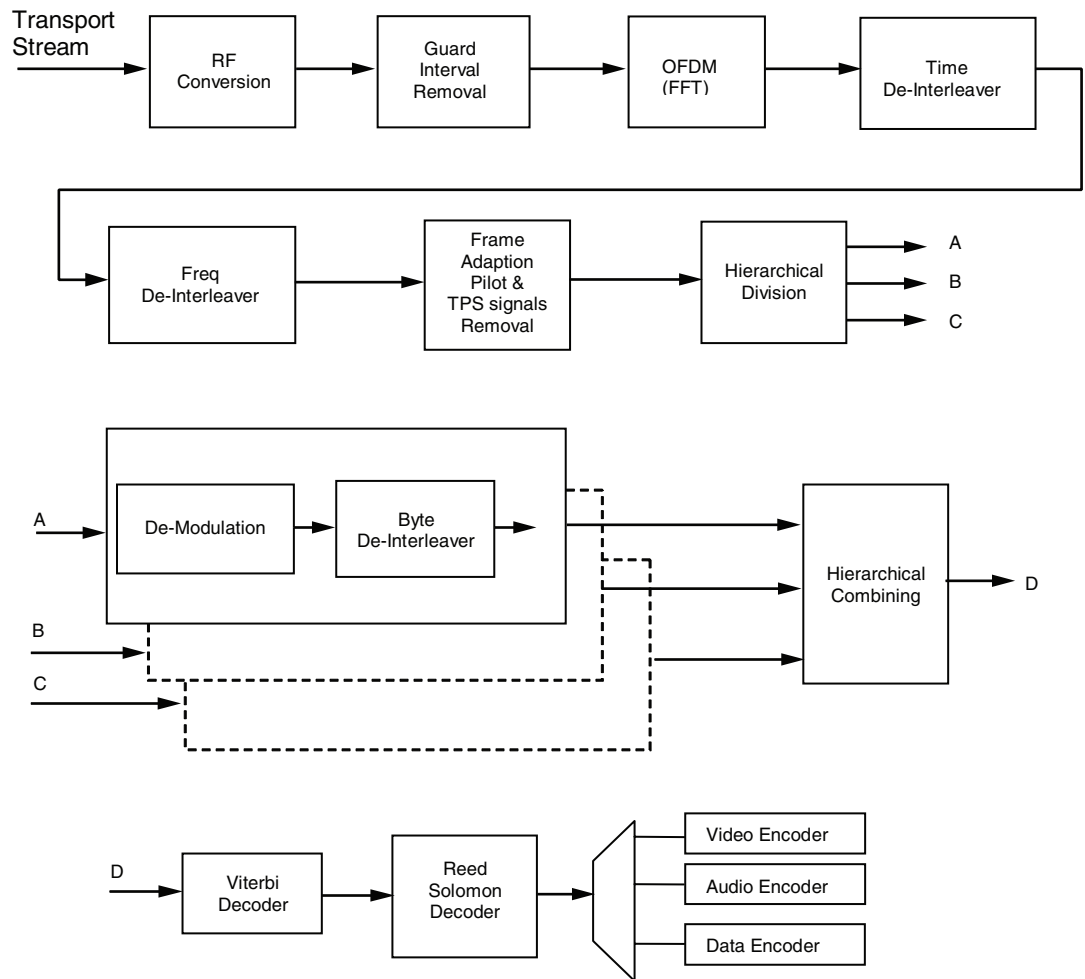 Transport
Stream
RF
Conversion
Guard
Interval
Removal
OFDM
(FFT)
Time
De-Interleaver
Freq
De-Interleaver
Frame
Adaption
Pilot &
TPS signals
Removal
Hierarchical
Division
A
B
C
A
De-Modulation
Byte
De-Interleaver
Hierarchical
Combining
D
B
C
D
Viterbi
Decoder
Reed
Solomon
Decoder
Video Encoder
Audio Encoder
Data Encoder